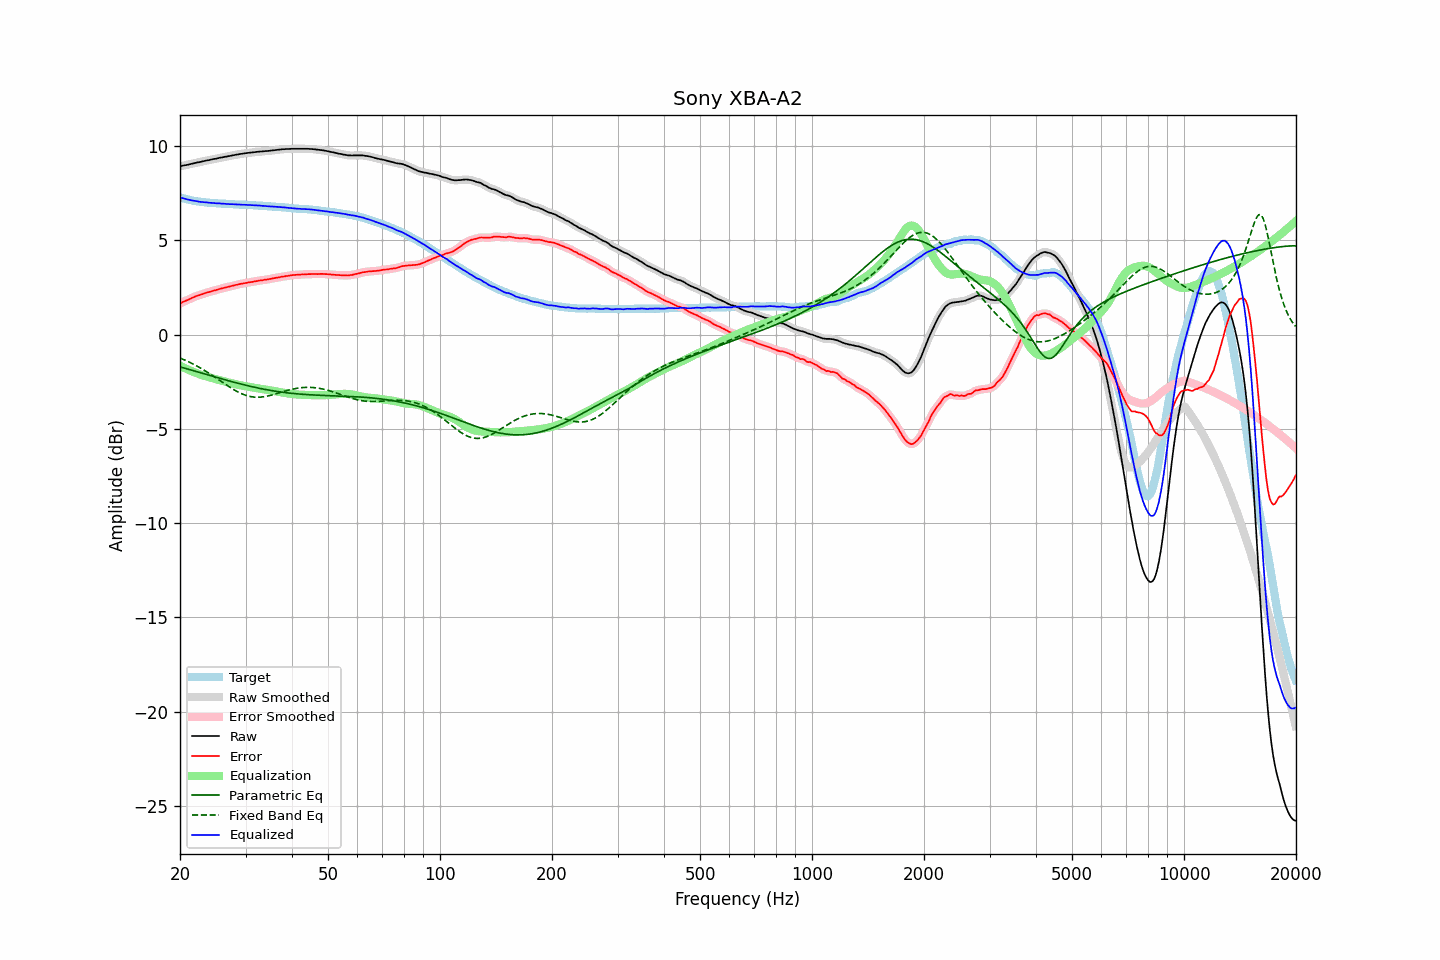 Sony XBA-A2
Amplitude (dBr)
10
5
0
−5
−10
−15
−20
−25
Target
Raw Smoothed
Error Smoothed
Raw
Error
Equalization
Parametric Eq
Fixed Band Eq
Equalized
20 50 100 200 500 1000 2000 5000 10000 20000
Frequency (Hz)